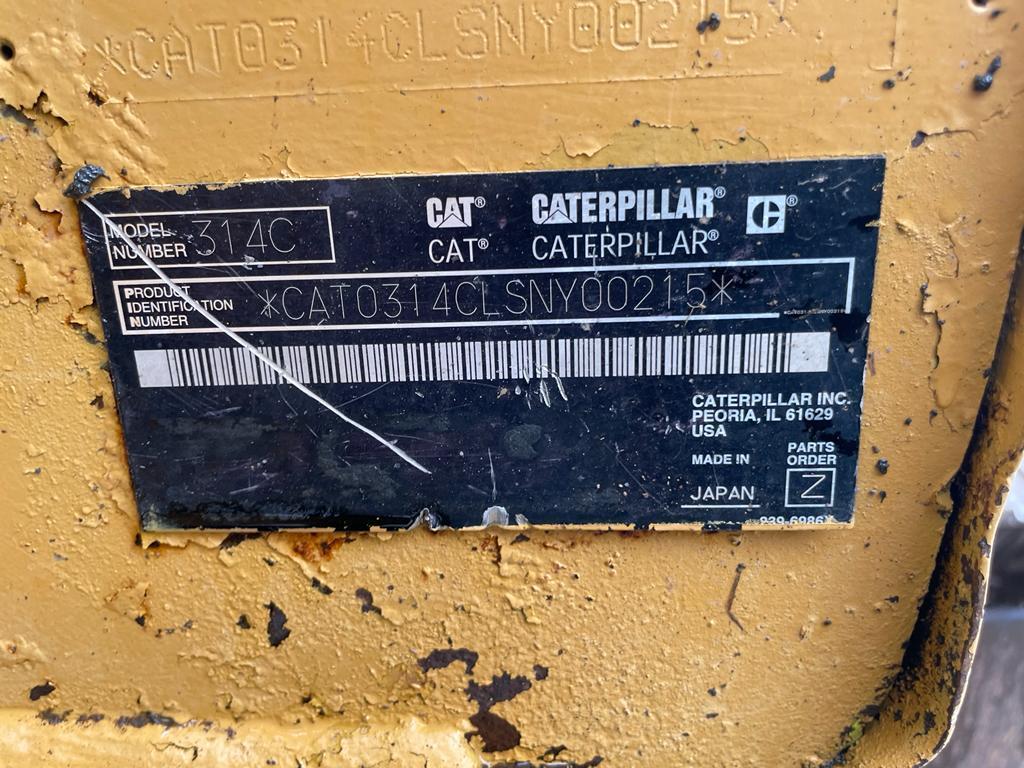 *CAT0314CLSNY00215*
MODEL NUMBER 314C
CAT® CATERPILLAR® C®
CAT® CATERPILLAR®
PRODUCT IDENTIFICATION NUMBER *CAT0314CLSNY00215*
CATERPILLAR INC.
PEORIA, IL 61629
USA
MADE IN
JAPAN
PARTS
ORDER
Z